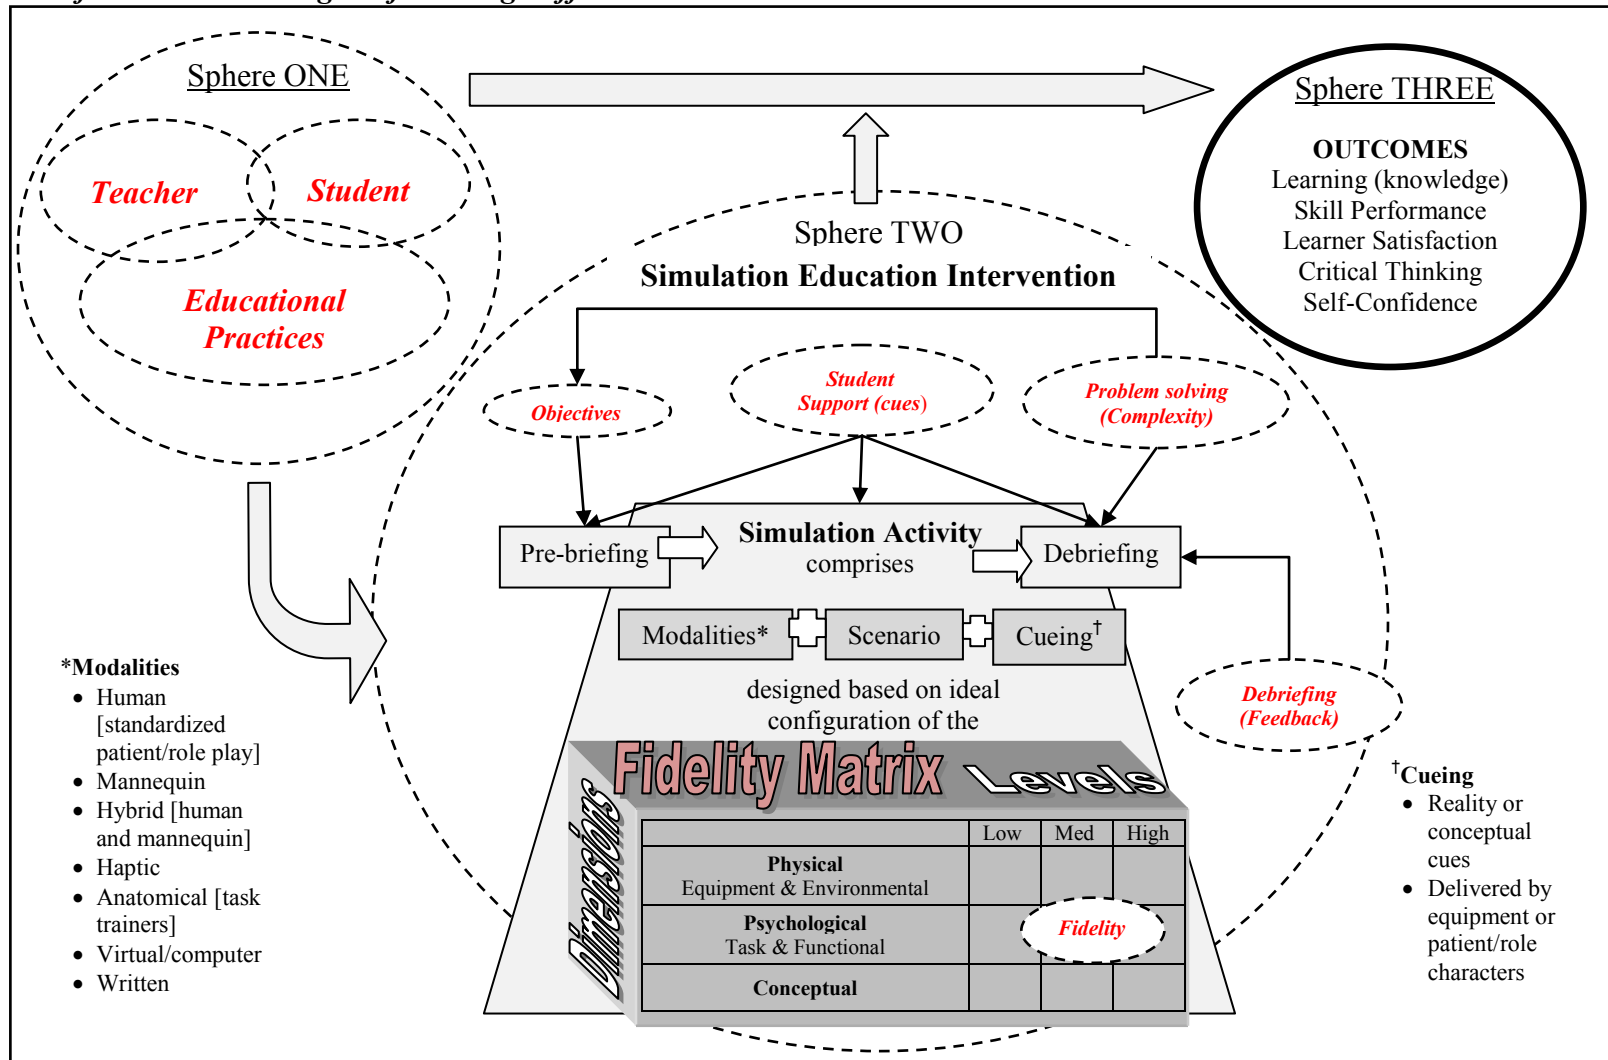 Sphere ONE
Teacher
Student
Educational
Practices
Sphere THREE
OUTCOMES
Learning (knowledge)
Skill Performance
Learner Satisfaction
Critical Thinking
Self-Confidence
Sphere TWO
Simulation Education Intervention
Objectives
Student
Support (cues)
Problem solving
(Complexity)
Pre-briefing
Simulation Activity
comprises
Debriefing
Modalities*
Scenario
Cueing†
designed based on ideal
configuration of the
Debriefing
(Feedback)
Fidelity Matrix
Levels
Dimensions
Low Med High
Physical
Equipment & Environmental
Psychological
Task & Functional
Fidelity
Conceptual
*Modalities
• Human
[standardized
patient/role play]
• Mannequin
• Hybrid [human
and mannequin]
• Haptic
• Anatomical [task
trainers]
• Virtual/computer
• Written
†Cueing
• Reality or
conceptual
cues
• Delivered by
equipment or
patient/role
characters